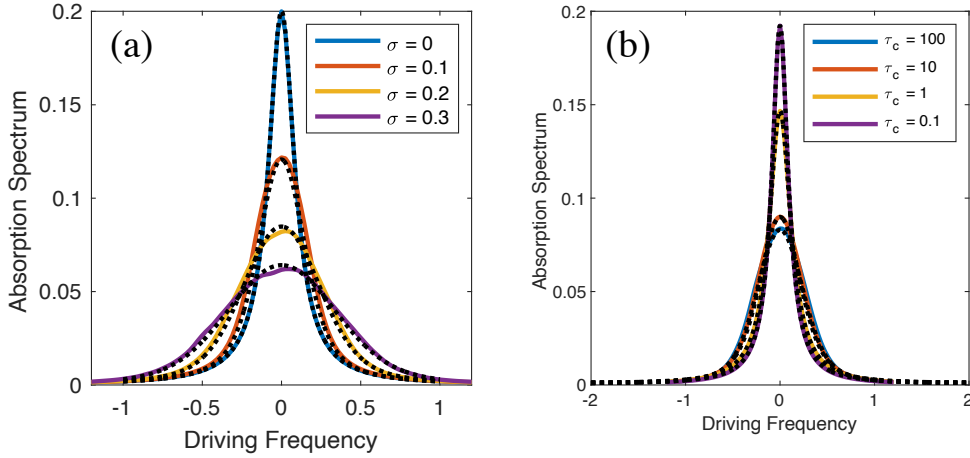 (a)
σ = 0
σ = 0.1
σ = 0.2
σ = 0.3
Absorption Spectrum
0.2
0.15
0.1
0.05
0
-1 -0.5 0 0.5 1
Driving Frequency
(b)
τc = 100
τc = 10
τc = 1
τc = 0.1
Absorption Spectrum
0.2
0.15
0.1
0.05
0
-2 -1 0 1 2
Driving Frequency